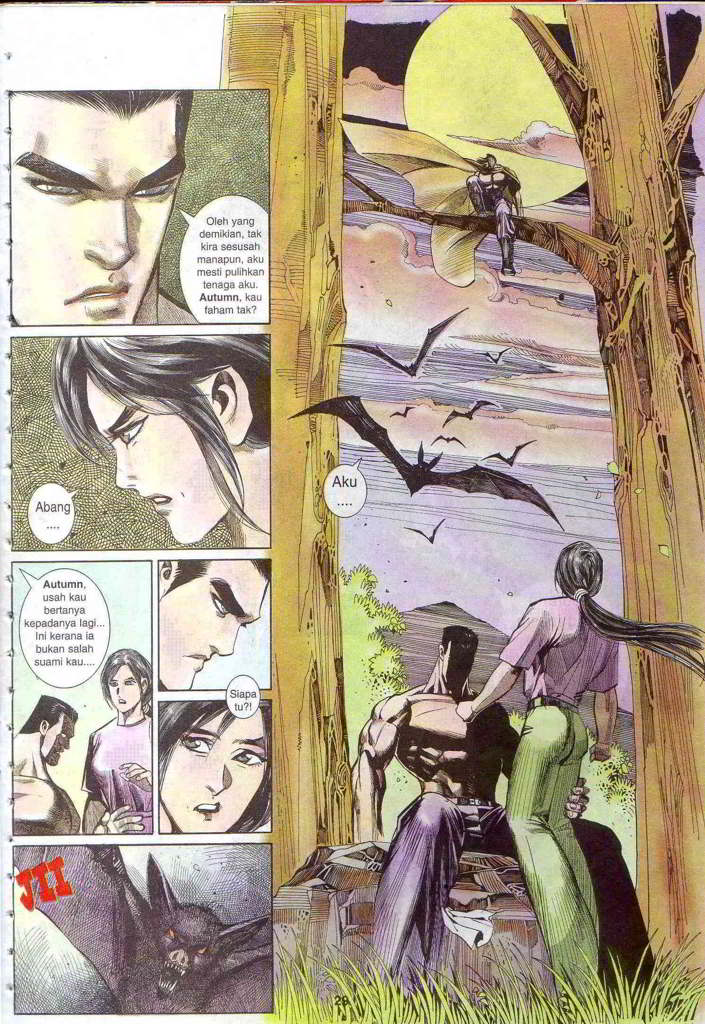 Oleh yang
demikian, tak
kira sesusah
manapun, aku
mesti pulihkan
tenaga aku.
Autumn, kau
faham tak?
Abang
....
Autumn,
usah kau
bertanya
kepadanya lagi...
Ini kerana ia
bukan salah
suami kau....
Siapa
tu?!
JII
Aku
....